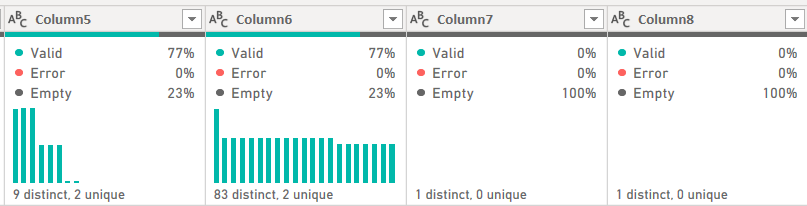 ABC Column5
Valid 77%
Error 0%
Empty 23%
9 distinct, 2 unique
ABC Column6
Valid 77%
Error 0%
Empty 23%
83 distinct, 2 unique
ABC Column7
Valid 0%
Error 0%
Empty 100%
1 distinct, 0 unique
ABC Column8
Valid 0%
Error 0%
Empty 100%
1 distinct, 0 unique